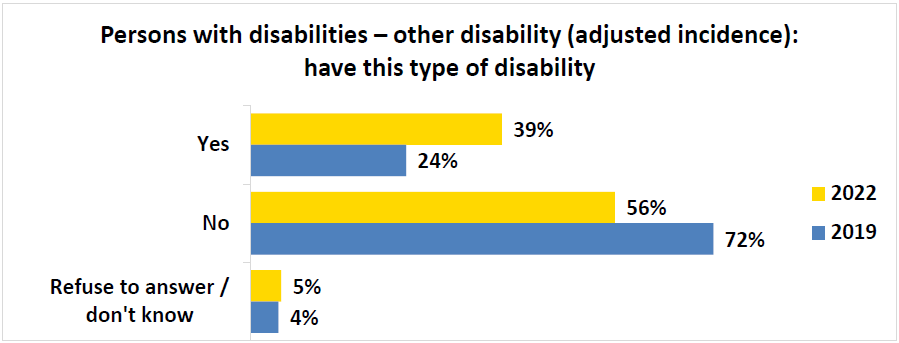 Persons with disabilities – other disability (adjusted incidence):
have this type of disability
Yes
39%
24%
No
56%
72%
Refuse to answer /
don't know
5%
4%
2022
2019